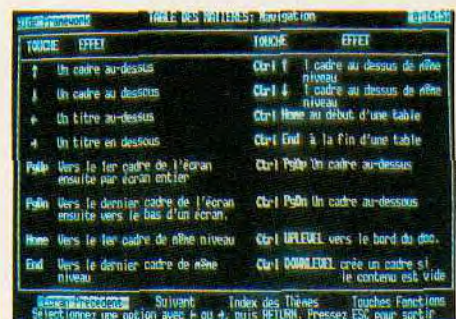 Framework TABLE DES MATIERES: Navigation
TOUCHE EFFET TOUCHE EFFET
↑ Un cadre au-dessus
↓ Un cadre au dessous
← Un titre au-dessus
→ Un titre en dessous
PgUp Vers le 1er cadre de l'écran
ensuite par écran entier
PgDn Vers le dernier cadre de l'écran
ensuite vers le bas d'un écran.
Home Vers le 1er cadre de même niveau
End Vers le dernier cadre de même
niveau
Ctrl ↑ 1 cadre au dessus de même
niveau
Ctrl ↓ 1 cadre au dessus de même
niveau
Ctrl Home au début d'une table
Ctrl End à la fin d'une table
Ctrl PgUp Un cadre au-dessus
Ctrl PgDn Un cadre au-dessous
Ctrl UPLEVEL vers le bord du doc.
Ctrl DOWNLEVEL crée un cadre si
le contenu est vide
Ecran Précédent Suivant Index des Thèmes Touches Fonctions
Sélectionnez une option avec ← ou →, puis RETURN. Pressez ESC pour sortir